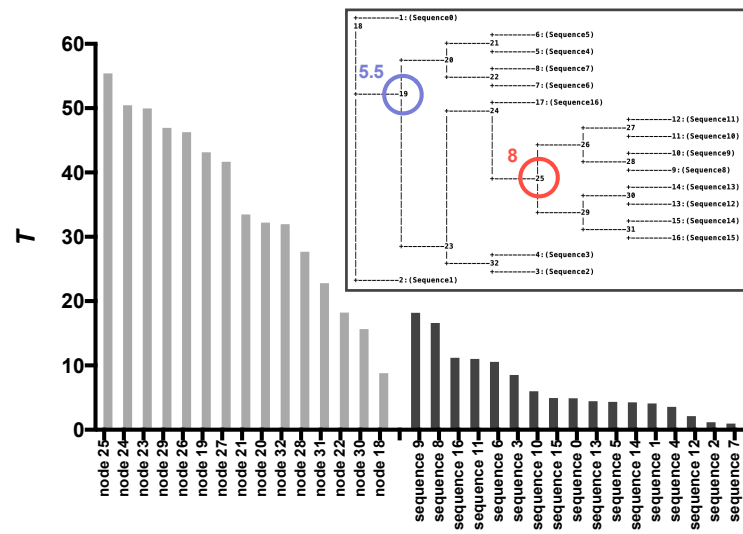 60
50
40
30
20
10
0
T
node 25
node 24
node 23
node 29
node 26
node 19
node 27
node 21
node 20
node 32
node 28
node 31
node 22
node 30
node 18
sequence 9
sequence 8
sequence 16
sequence 11
sequence 6
sequence 3
sequence 10
sequence 15
sequence 0
sequence 13
sequence 5
sequence 14
sequence 1
sequence 4
sequence 12
sequence 2
sequence 7
1:(Sequence0)
18
6:(Sequence5)
21
5:(Sequence4)
20
8:(Sequence7)
5.5
22
7:(Sequence6)
19
17:(Sequence16)
24
12:(Sequence11)
27
11:(Sequence10)
26
8
10:(Sequence9)
28
9:(Sequence8)
25
14:(Sequence13)
30
13:(Sequence12)
29
15:(Sequence14)
31
16:(Sequence15)
23
4:(Sequence3)
32
3:(Sequence2)
2:(Sequence1)